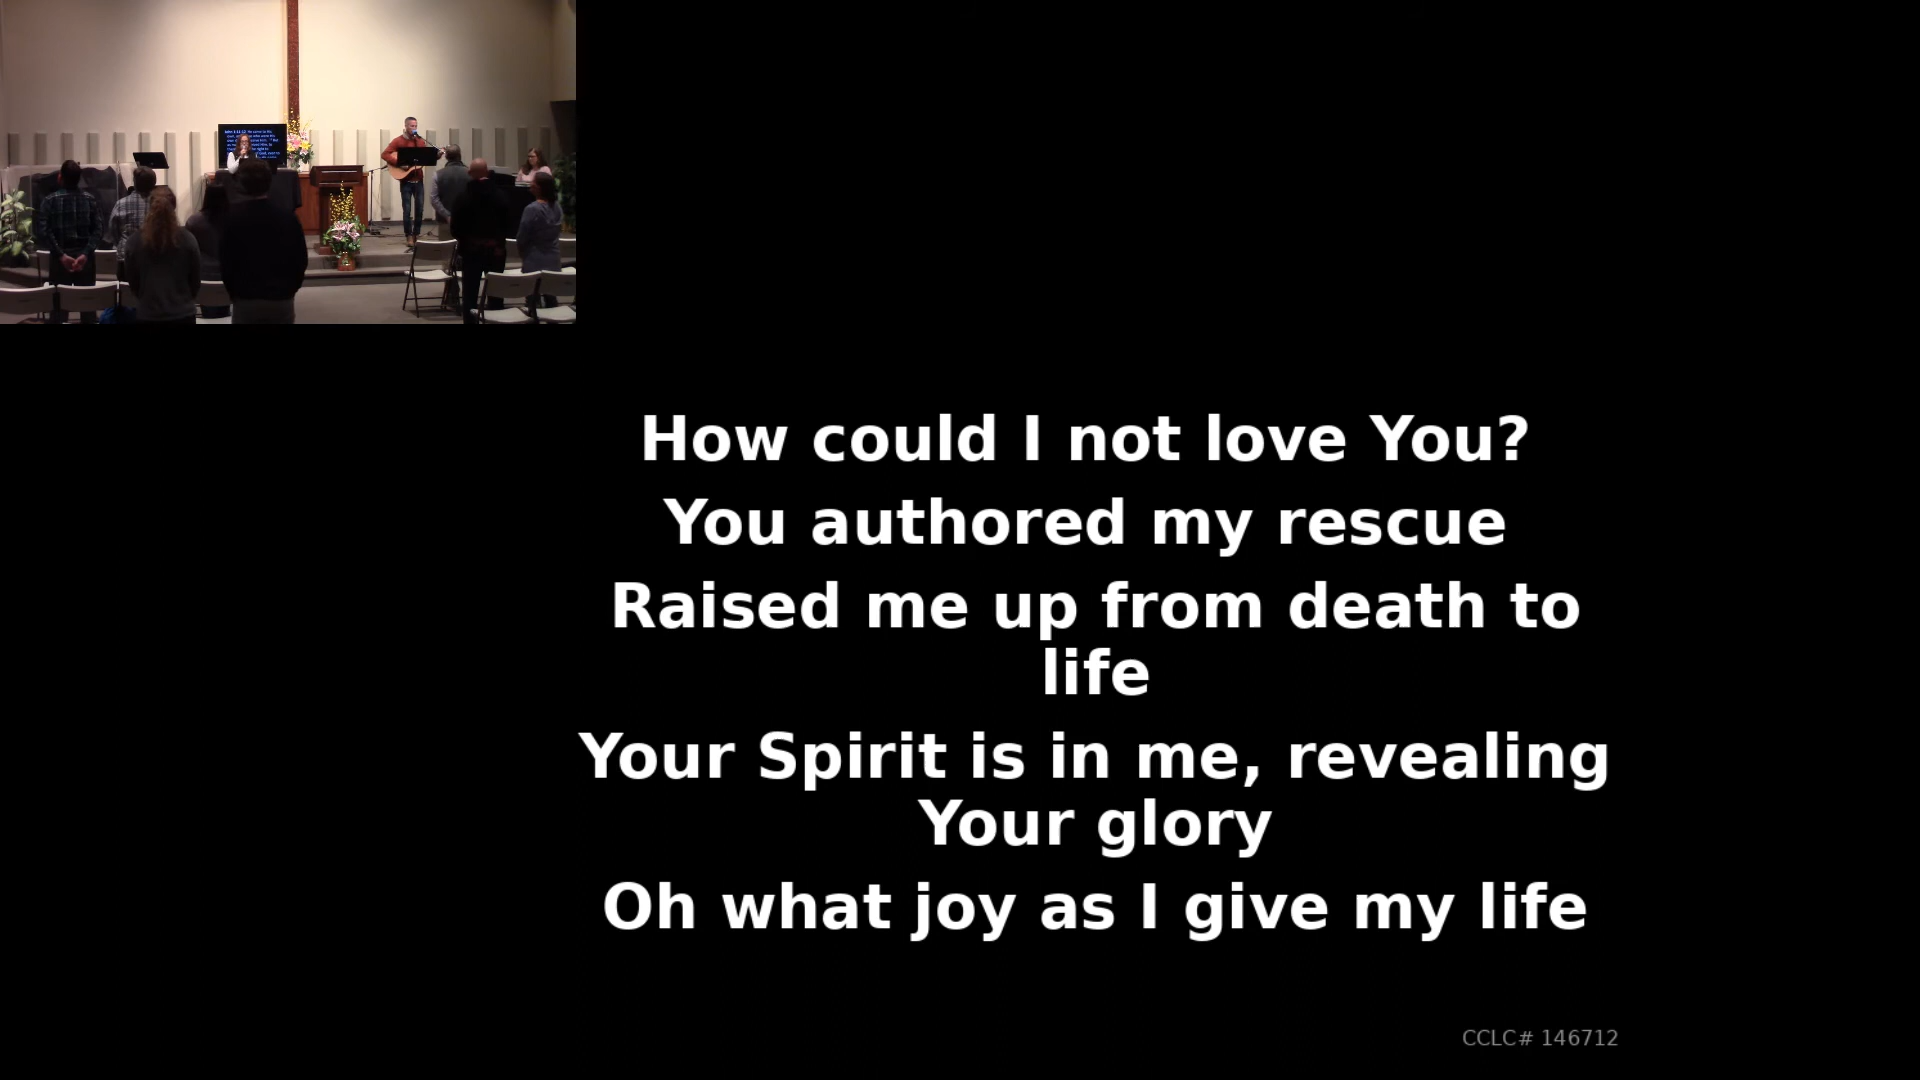 How could I not love You?
You authored my rescue
Raised me up from death to
life
Your Spirit is in me, revealing
Your glory
Oh what joy as I give my life
CCLC# 146712